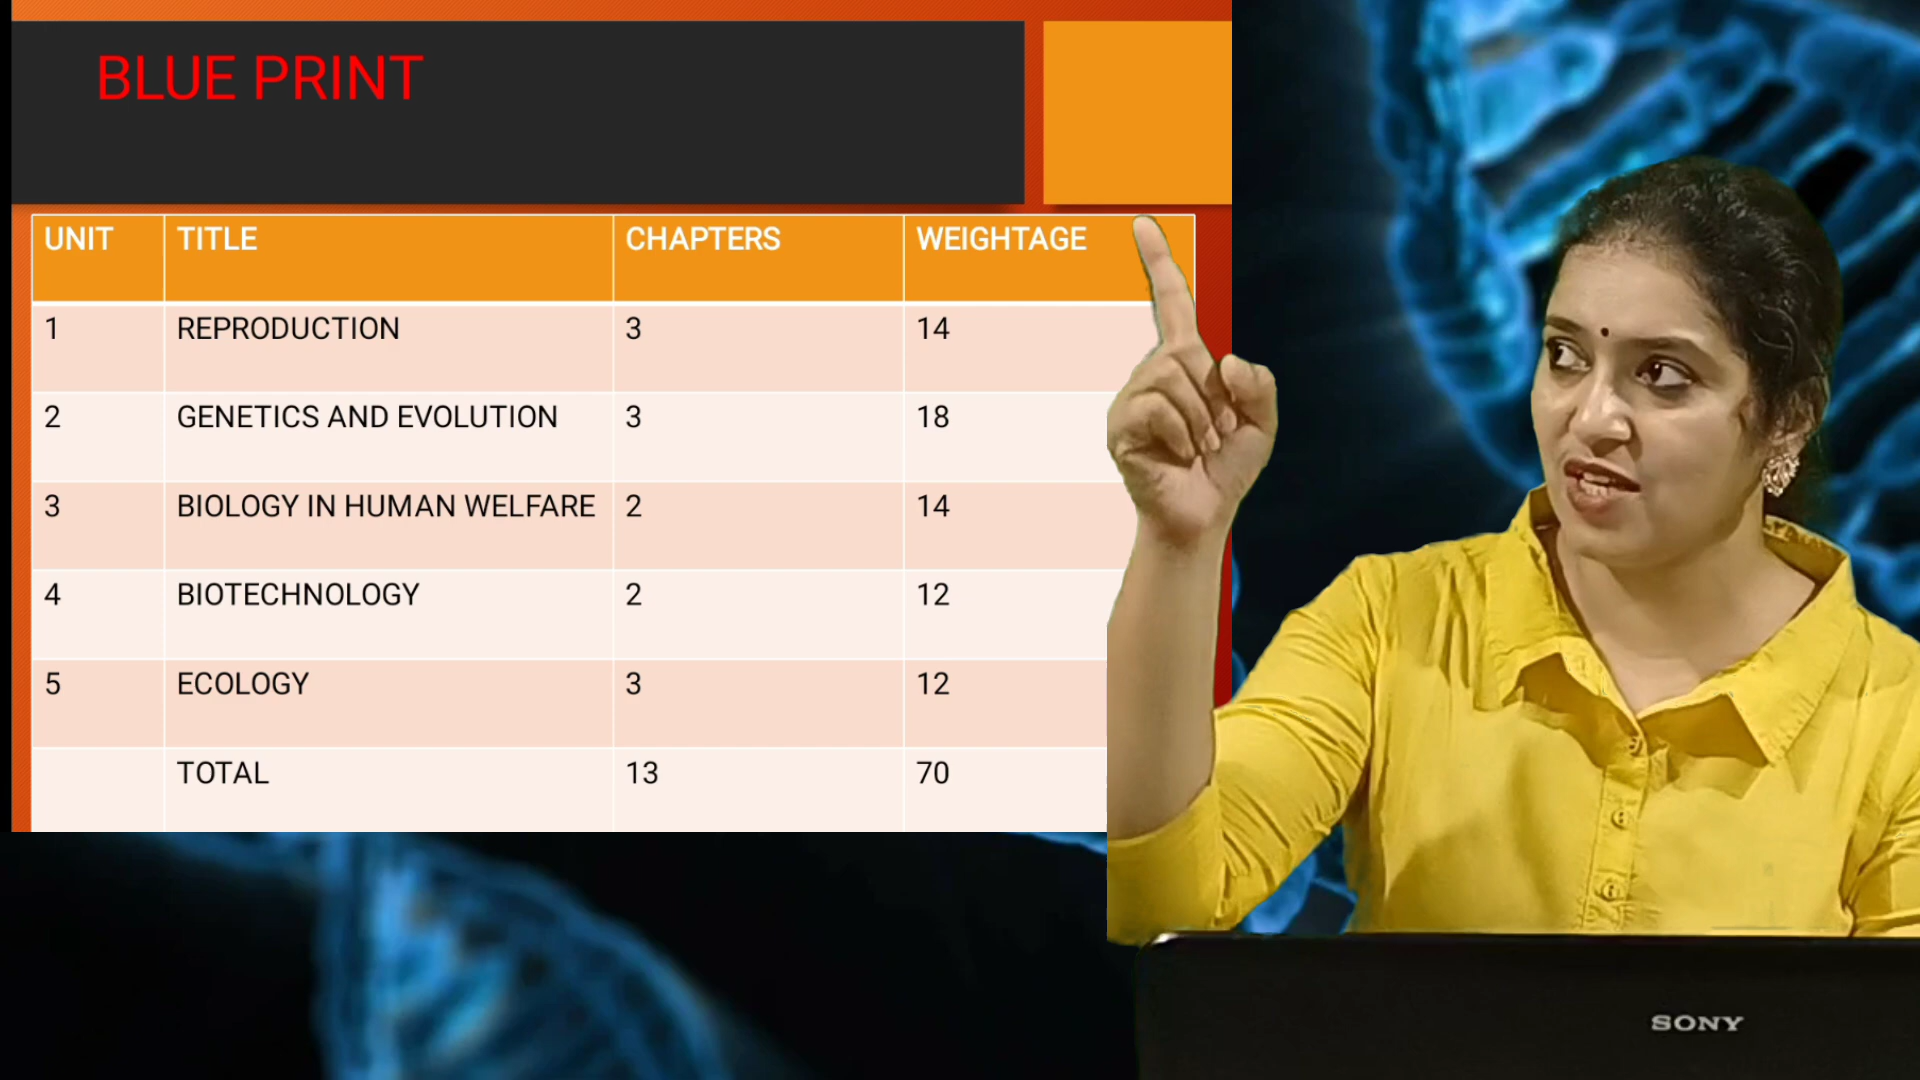 BLUE PRINT
UNIT TITLE CHAPTERS WEIGHTAGE
1 REPRODUCTION 3 14
2 GENETICS AND EVOLUTION 3 18
3 BIOLOGY IN HUMAN WELFARE 2 14
4 BIOTECHNOLOGY 2 12
5 ECOLOGY 3 12
TOTAL 13 70
SONY